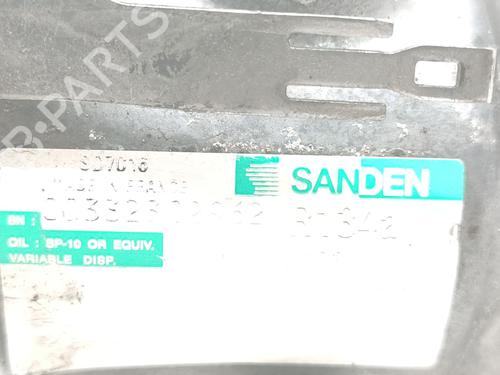 B-PARTS
SD7C16
MADE IN FRANCE
SANDEN
SN:
R134a
OIL : SP-10 OR EQUIV.
VARIABLE DISP.